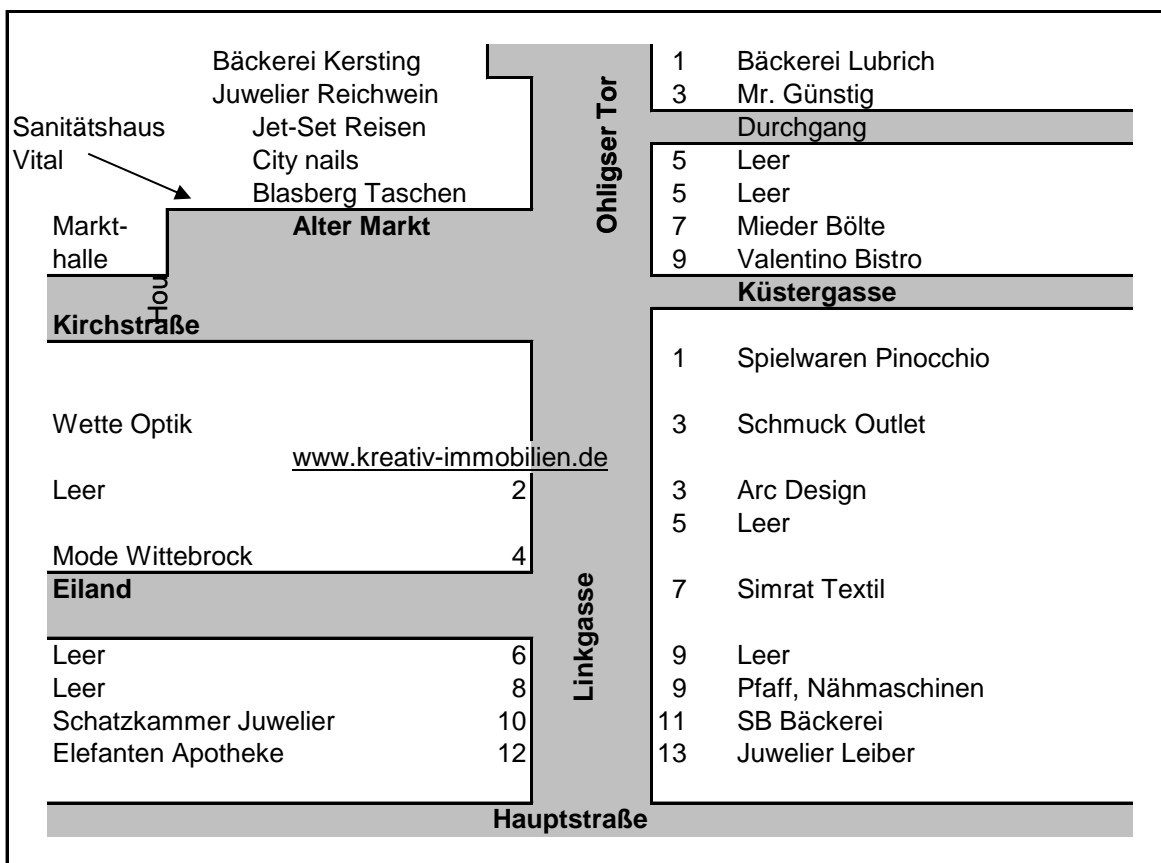 Bäckerei Kersting 1 Bäckerei Lubrich
Juwelier Reichwein 3 Mr. Günstig
Sanitätshaus Jet-Set Reisen Durchgang
Vital City nails 5 Leer
Blasberg Taschen 5 Leer
Ohligser Tor
Markt- Alter Markt 7 Mieder Bölte
halle 9 Valentino Bistro
Hou
Küstergasse
Kirchstraße
1 Spielwaren Pinocchio
Wette Optik 3 Schmuck Outlet
www.kreativ-immobilien.de
Leer 2 3 Arc Design
5 Leer
Mode Wittebrock 4
Eiland 7 Simrat Textil
Linkgasse
Leer 6 9 Leer
Leer 8 9 Pfaff, Nähmaschinen
Schatzkammer Juwelier 10 11 SB Bäckerei
Elefanten Apotheke 12 13 Juwelier Leiber
Hauptstraße